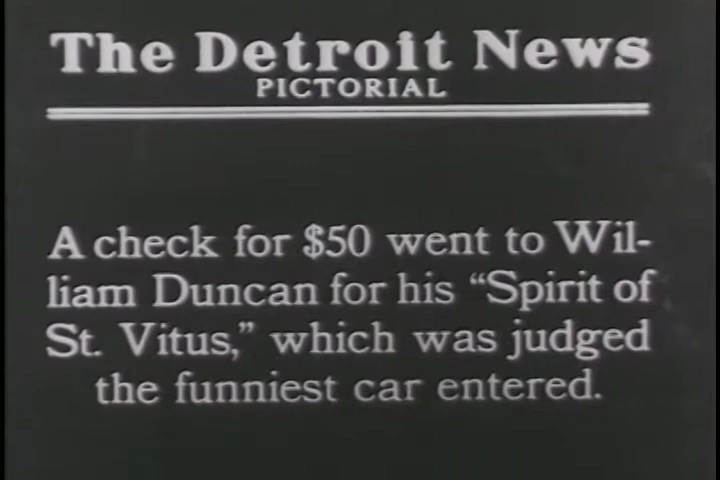 The Detroit News
PICTORIAL
A check for $50 went to Wil-
liam Duncan for his “Spirit of
St. Vitus,” which was judged
the funniest car entered.